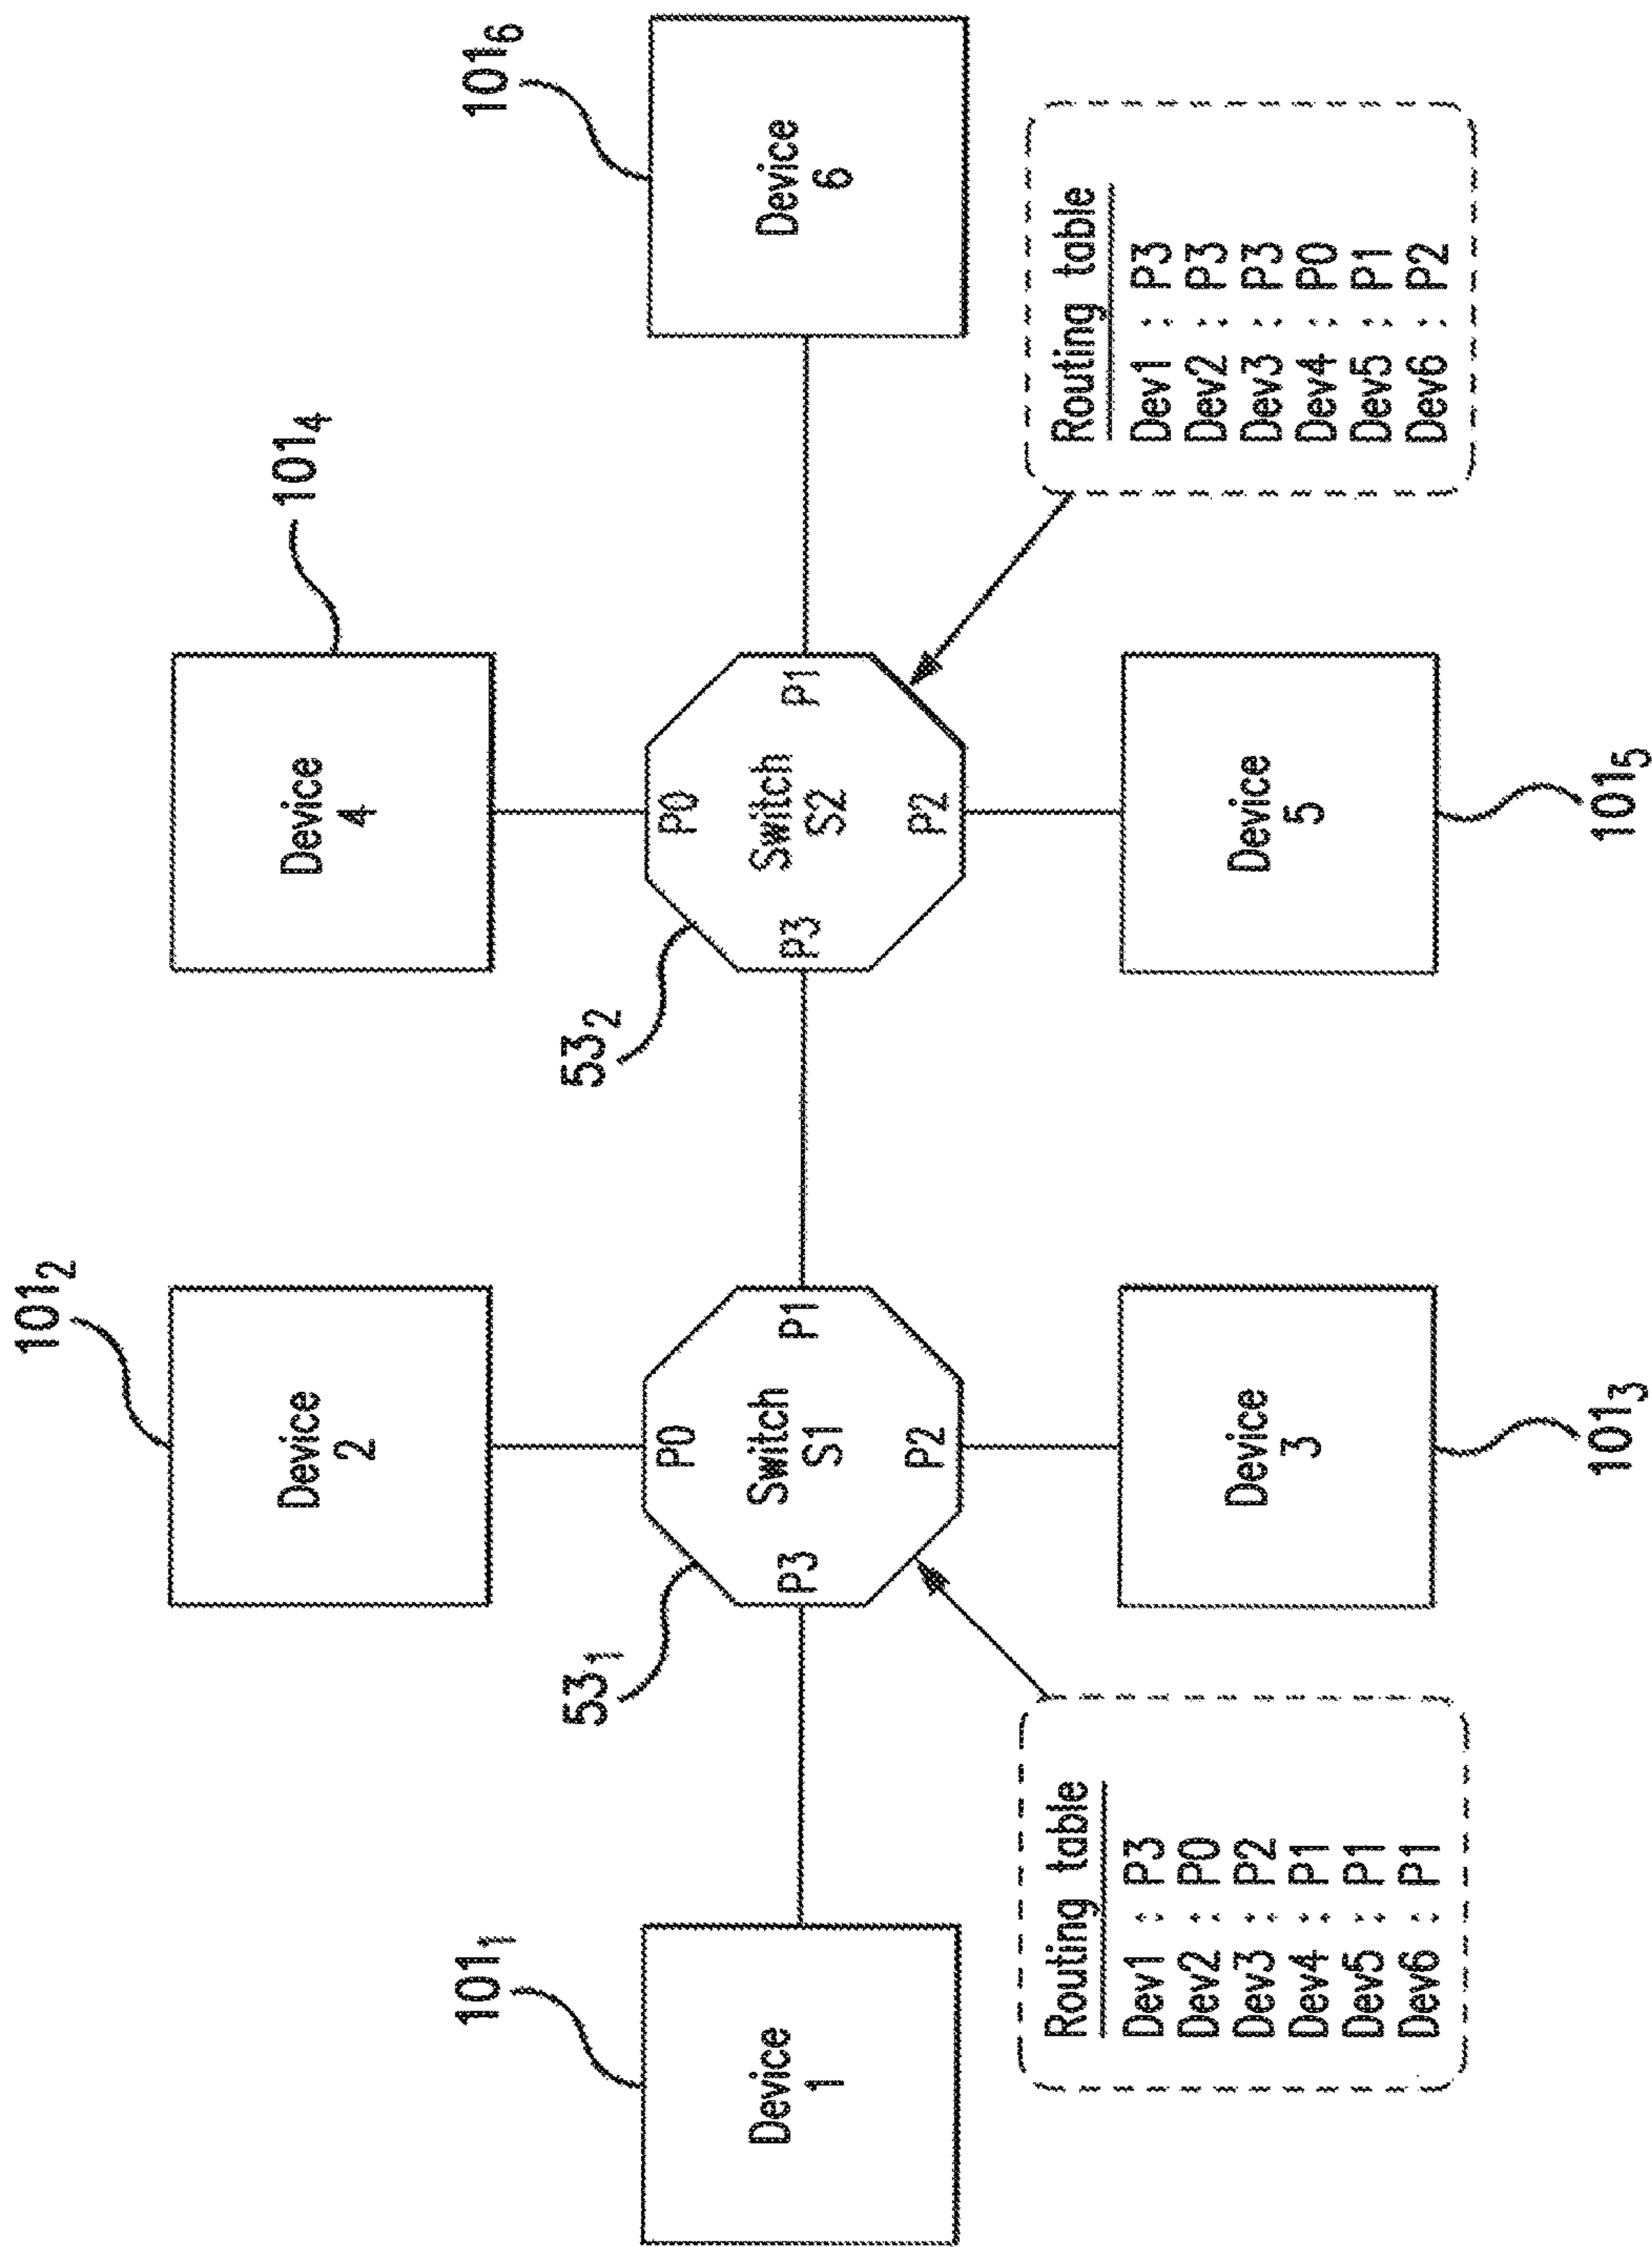 101₁
Device
1
101₂
Device
2
53₁
P0
P3
Switch
S1
P1
P2
Device
3
101₃
Routing table
Dev1 : P3
Dev2 : P0
Dev3 : P2
Dev4 : P1
Dev5 : P1
Dev6 : P1
101₄
Device
4
53₂
P0
P3
Switch
S2
P1
P2
Device
5
101₅
101₆
Device
6
Routing table
Dev1 : P3
Dev2 : P3
Dev3 : P3
Dev4 : P0
Dev5 : P1
Dev6 : P2